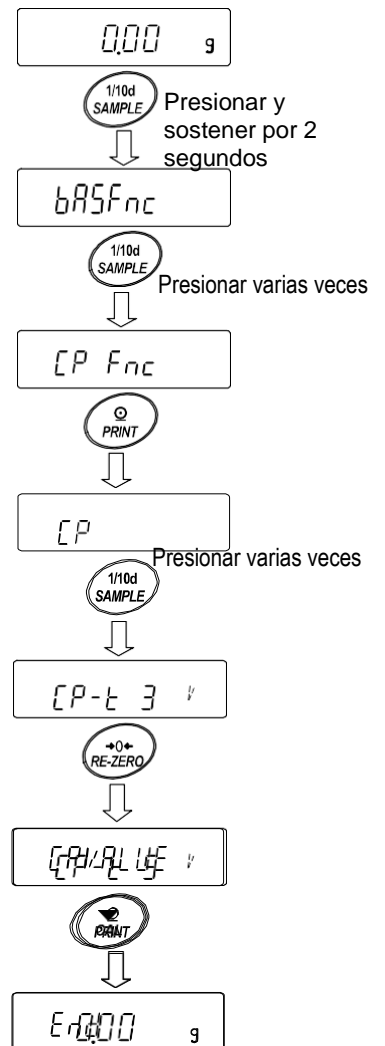 0.00 g
1/10d
SAMPLE
Presionar y
sostener por 2
segundos
bASFnc
1/10d
SAMPLE
Presionar varias veces
CP Fnc
PRINT
CP
Presionar varias veces
1/10d
SAMPLE
CP-t 3
→0←
RE-ZERO
PRINT
g